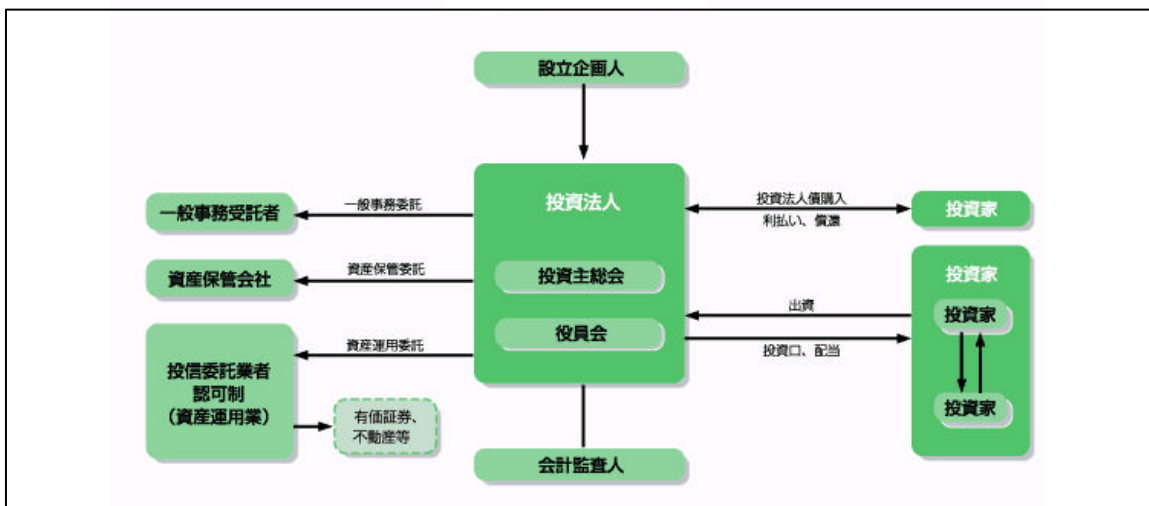 設立企画人
投資法人
投資主総会
役員会
会計監査人
一般事務委託
一般事務受託者
資産保管委託
資産保管会社
資産運用委託
投信委託業者
認可制
（資産運用業）
有価証券、
不動産等
投資法人債購入
利払い、償還
投資家
出資
投資口、配当
投資家
投資家
投資家